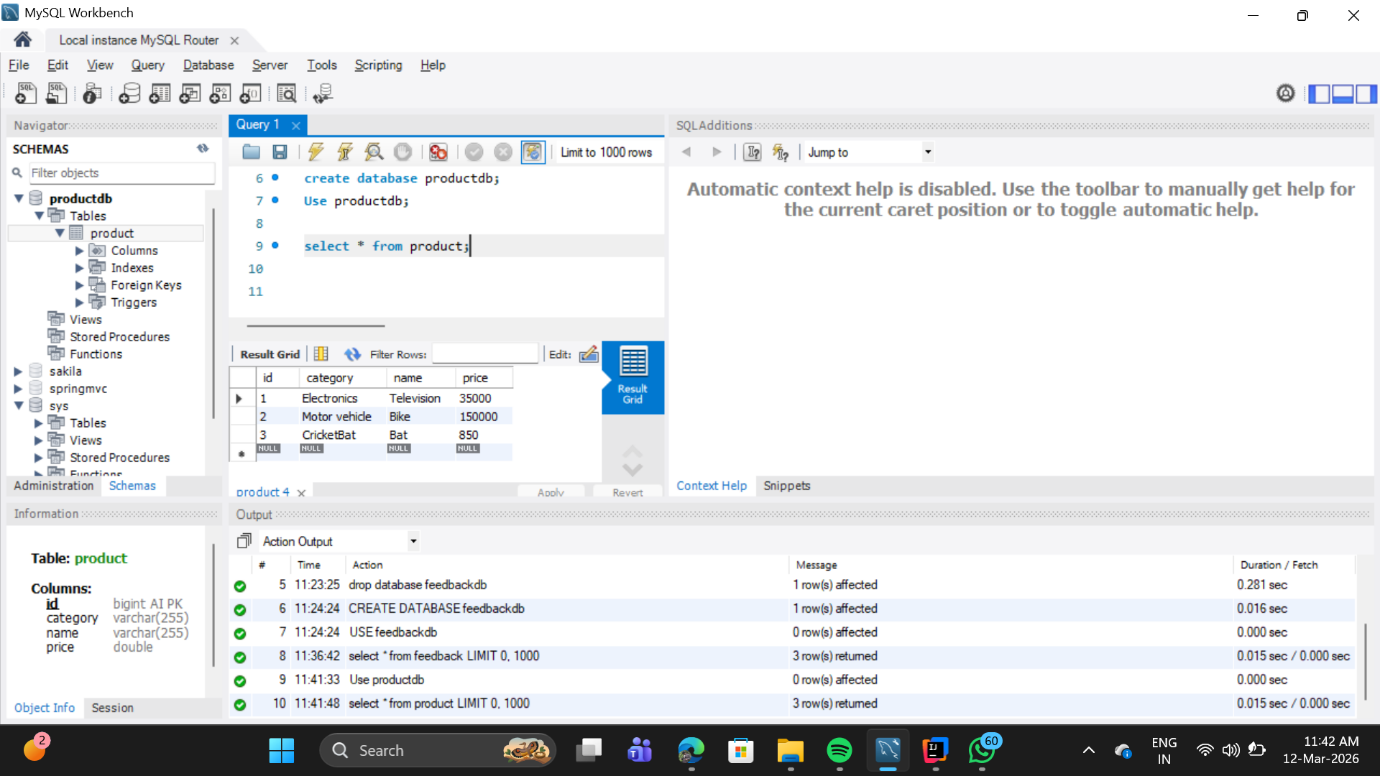 MySQL Workbench
Local instance MySQL Router
File Edit View Query Database Server Tools Scripting Help
Navigator
SCHEMAS
Filter objects
productdb
Tables
product
Columns
Indexes
Foreign Keys
Triggers
Views
Stored Procedures
Functions
sakila
springmvc
sys
Tables
Views
Stored Procedures
Functions
Administration Schemas
Query 1
Limit to 1000 rows
6 create database productdb;
7 Use productdb;
8
9 select * from product;
10
11
Result Grid Filter Rows: Edit:
id category name price
1 Electronics Television 35000
2 Motor vehicle Bike 150000
3 CricketBat Bat 850
NULL NULL NULL NULL
Result Grid
product 4
Apply Revert
SQLAdditions
Jump to
Automatic context help is disabled. Use the toolbar to manually get help for
the current caret position or to toggle automatic help.
Context Help Snippets
Information
Table: product
Columns:
id bigint AI PK
category varchar(255)
name varchar(255)
price double
Object Info Session
Output
Action Output
# Time Action Message Duration / Fetch
5 11:23:25 drop database feedbackdb 1 row(s) affected 0.281 sec
6 11:24:24 CREATE DATABASE feedbackdb 1 row(s) affected 0.016 sec
7 11:24:24 USE feedbackdb 0 row(s) affected 0.000 sec
8 11:36:42 select * from feedback LIMIT 0, 1000 3 row(s) returned 0.015 sec / 0.000 sec
9 11:41:33 Use productdb 0 row(s) affected 0.000 sec
10 11:41:48 select * from product LIMIT 0, 1000 3 row(s) returned 0.015 sec / 0.000 sec
2
Search
60
ENG
IN
11:42 AM
12-Mar-2026